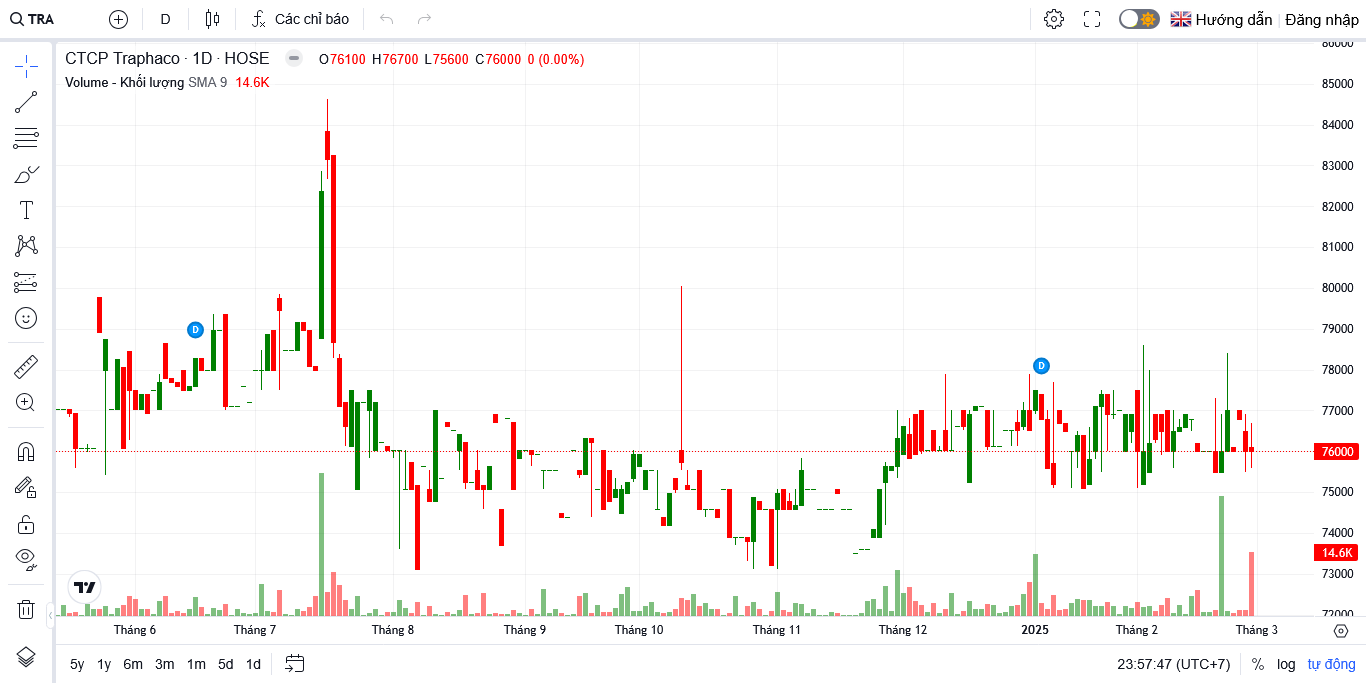 TRA D Các chỉ báo Hướng dẫn Đăng nhập
CTCP Traphaco · 1D · HOSE O76100 H76700 L75600 C76000 0 (0.00%)
Volume - Khối lượng SMA 9 14.6K
86000
85000
84000
83000
82000
81000
80000
79000
78000
77000
76000
75000
74000
14.6K
73000
72000
D
D
Tháng 6 Tháng 7 Tháng 8 Tháng 9 Tháng 10 Tháng 11 Tháng 12 2025 Tháng 2 Tháng 3
5y 1y 6m 3m 1m 5d 1d 23:57:47 (UTC+7) % log tự động